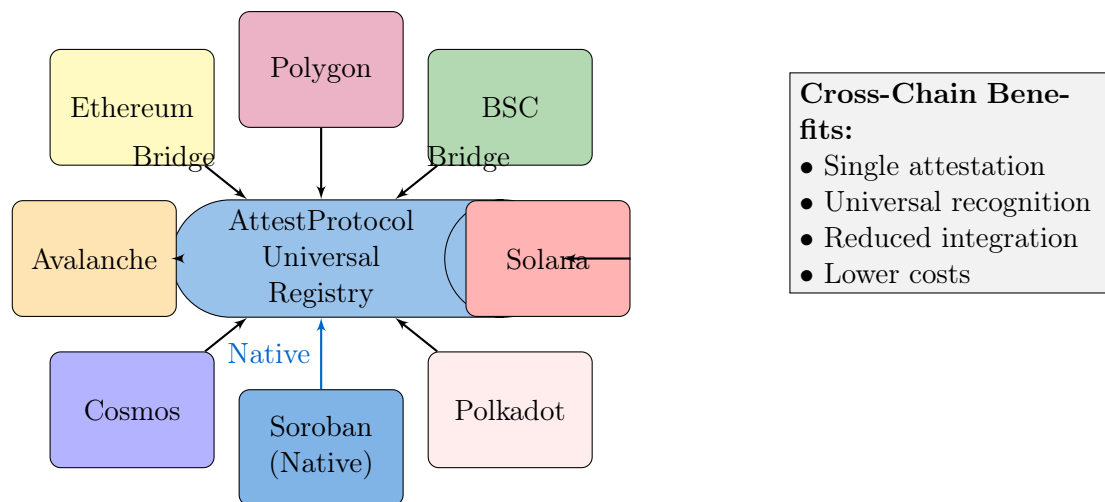 Polygon
Ethereum
BSC
Bridge
Bridge
AttestProtocol
Universal
Registry
Avalanche
Solana
Native
Cosmos
Polkadot
Soroban
(Native)
Cross-Chain Bene-
fits:
• Single attestation
• Universal recognition
• Reduced integration
• Lower costs